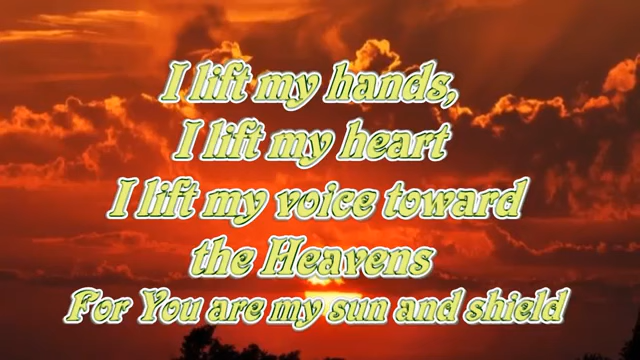 I lift my hands,
I lift my heart
I lift my voice toward
the Heavens
For You are my sun and shield